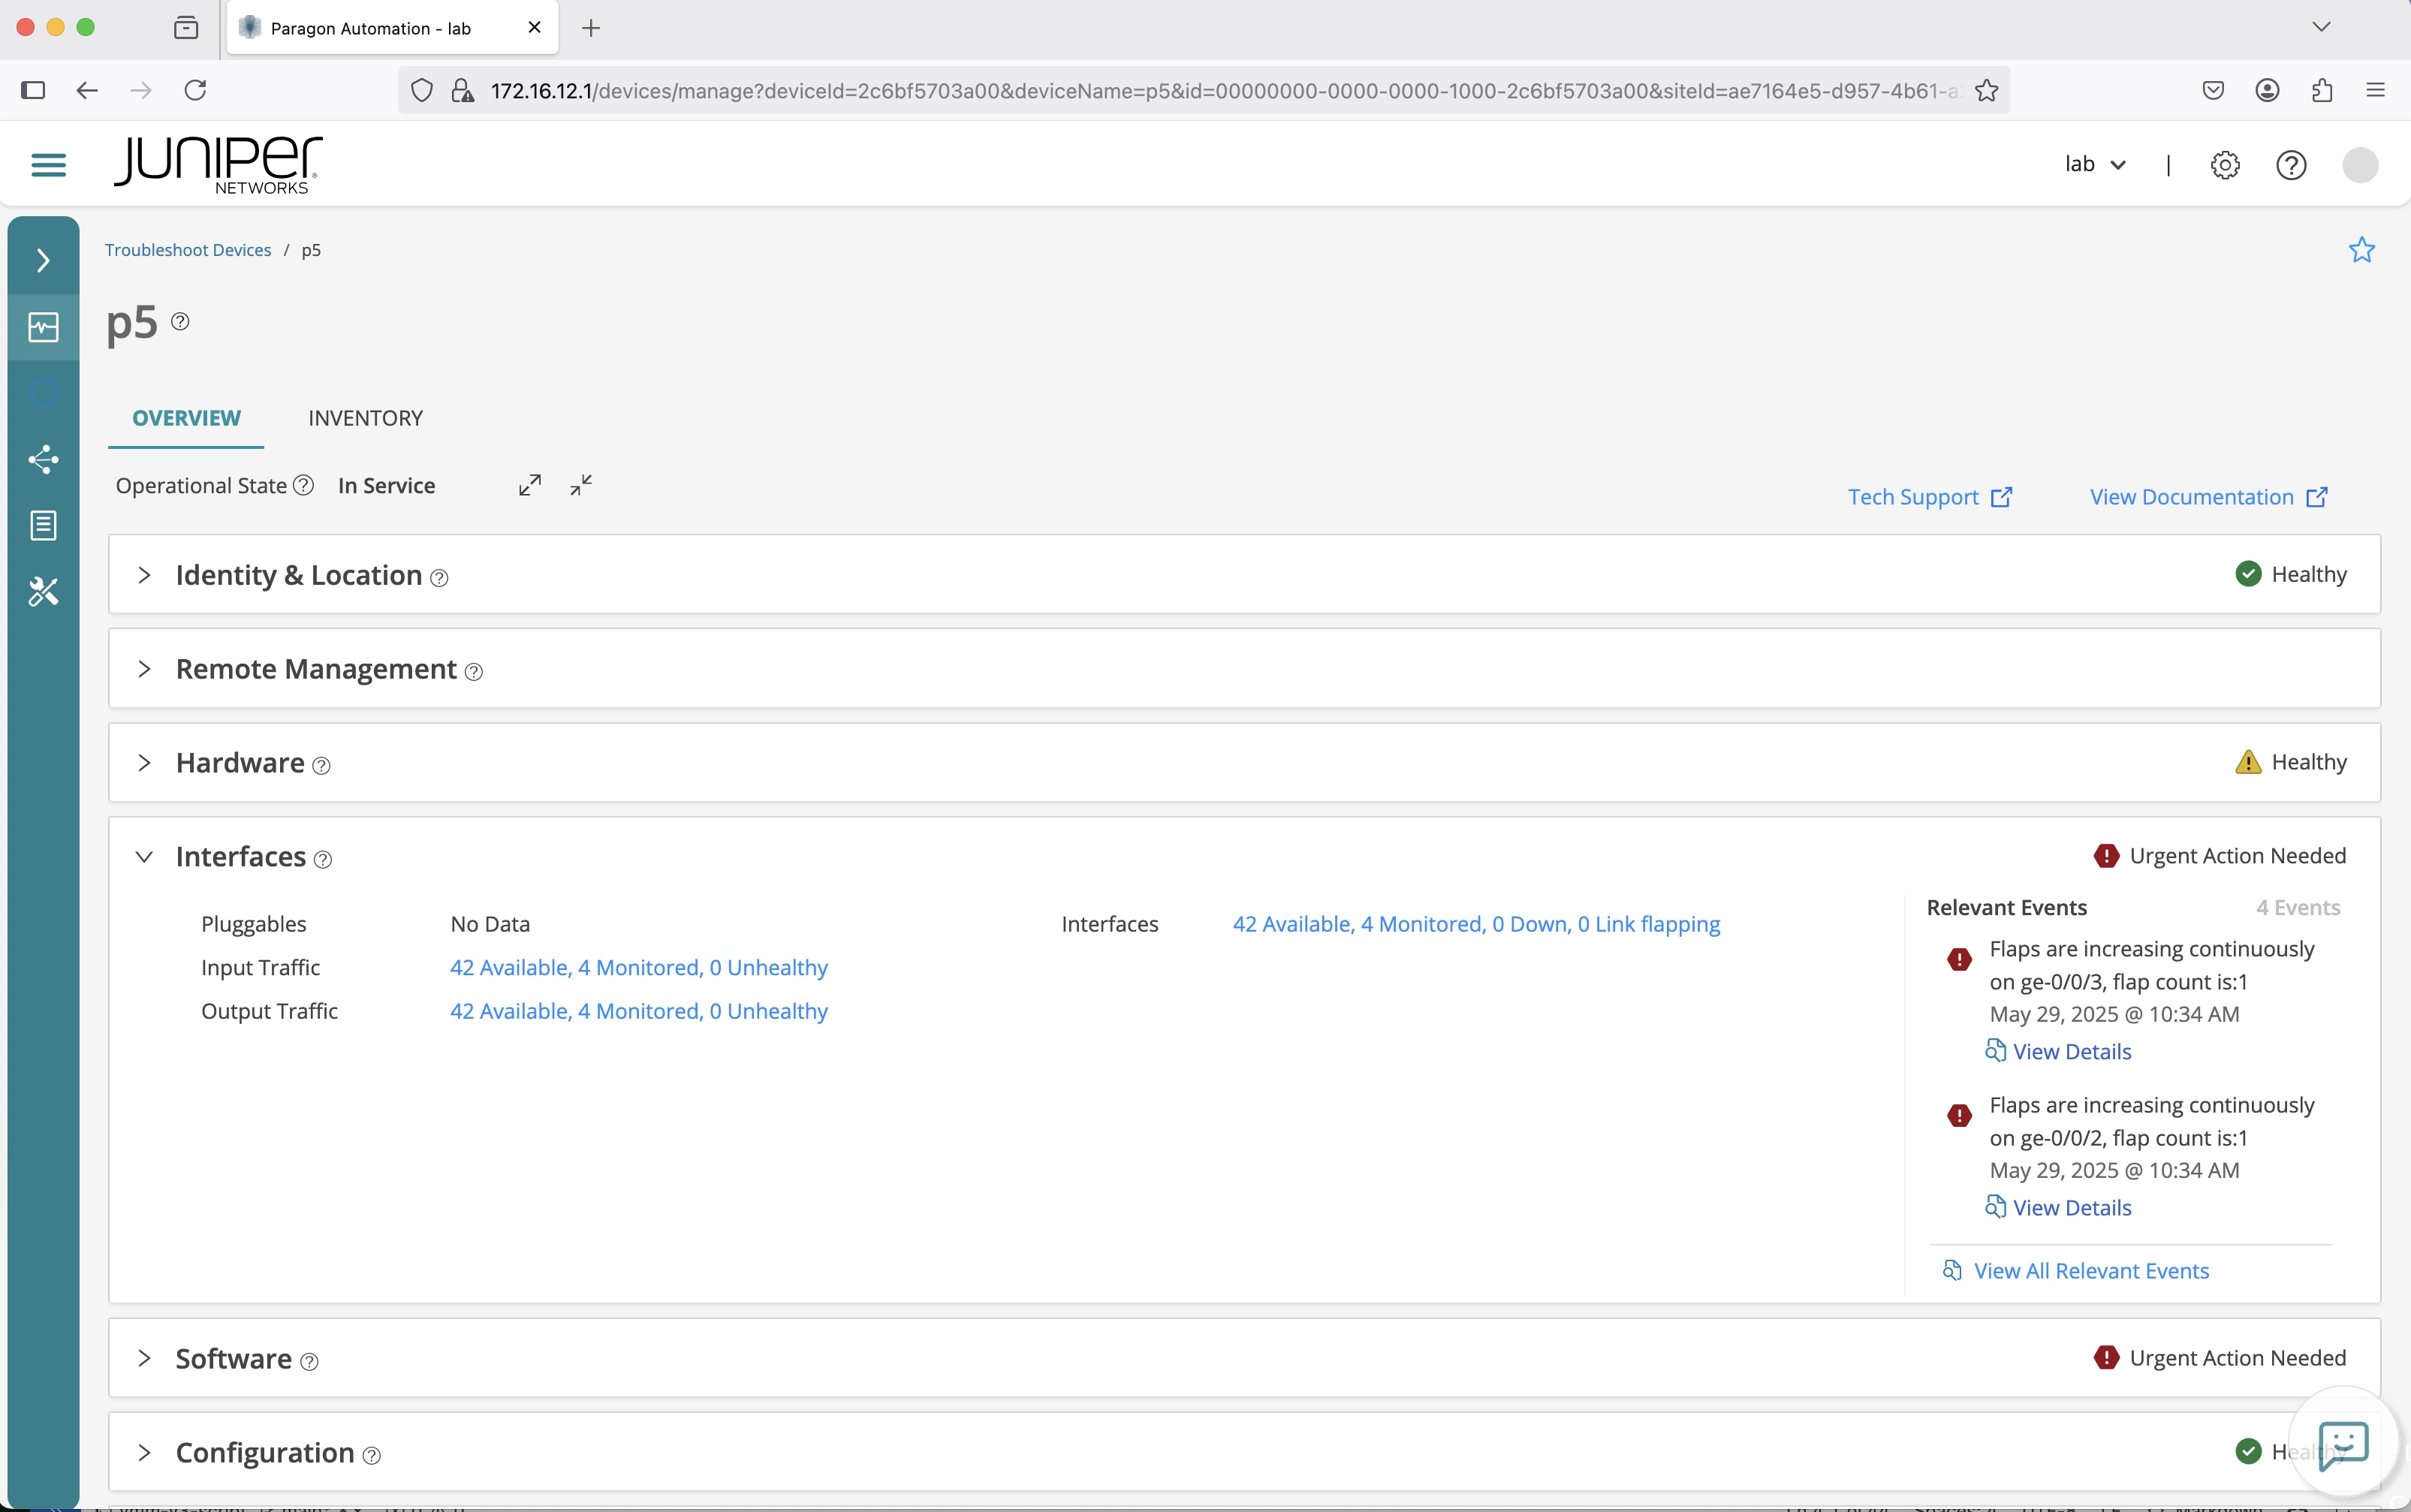 Paragon Automation - lab
172.16.12.1/devices/manage?deviceId=2c6bf5703a00&deviceName=p5&id=00000000-0000-0000-1000-2c6bf5703a00&siteId=ae7164e5-d957-4b61-a
JUNIPER
NETWORKS
lab
Troubleshoot Devices / p5
p5
OVERVIEW INVENTORY
Operational State In Service
Tech Support View Documentation
Identity & Location Healthy
Remote Management
Hardware Healthy
Interfaces Urgent Action Needed
Pluggables No Data Interfaces 42 Available, 4 Monitored, 0 Down, 0 Link flapping
Input Traffic 42 Available, 4 Monitored, 0 Unhealthy
Output Traffic 42 Available, 4 Monitored, 0 Unhealthy
Relevant Events 4 Events
Flaps are increasing continuously
on ge-0/0/3, flap count is:1
May 29, 2025 @ 10:34 AM
View Details
Flaps are increasing continuously
on ge-0/0/2, flap count is:1
May 29, 2025 @ 10:34 AM
View Details
View All Relevant Events
Software Urgent Action Needed
Configuration Healthy